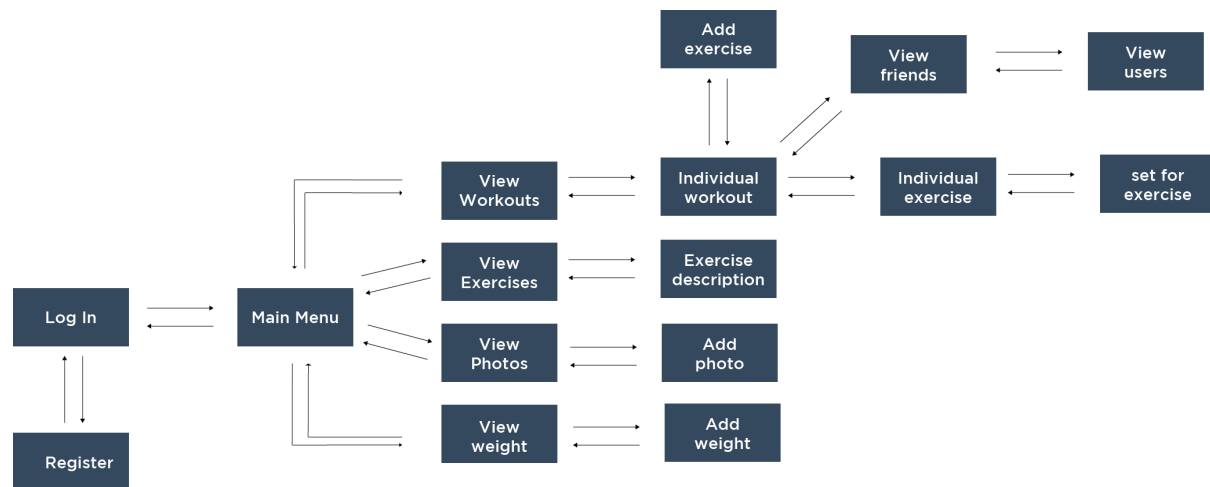 Add
exercise
View
friends
View
users
View
Workouts
Individual
workout
Individual
exercise
set for
exercise
View
Exercises
Exercise
description
Log In
Main Menu
View
Photos
Add
photo
View
weight
Add
weight
Register